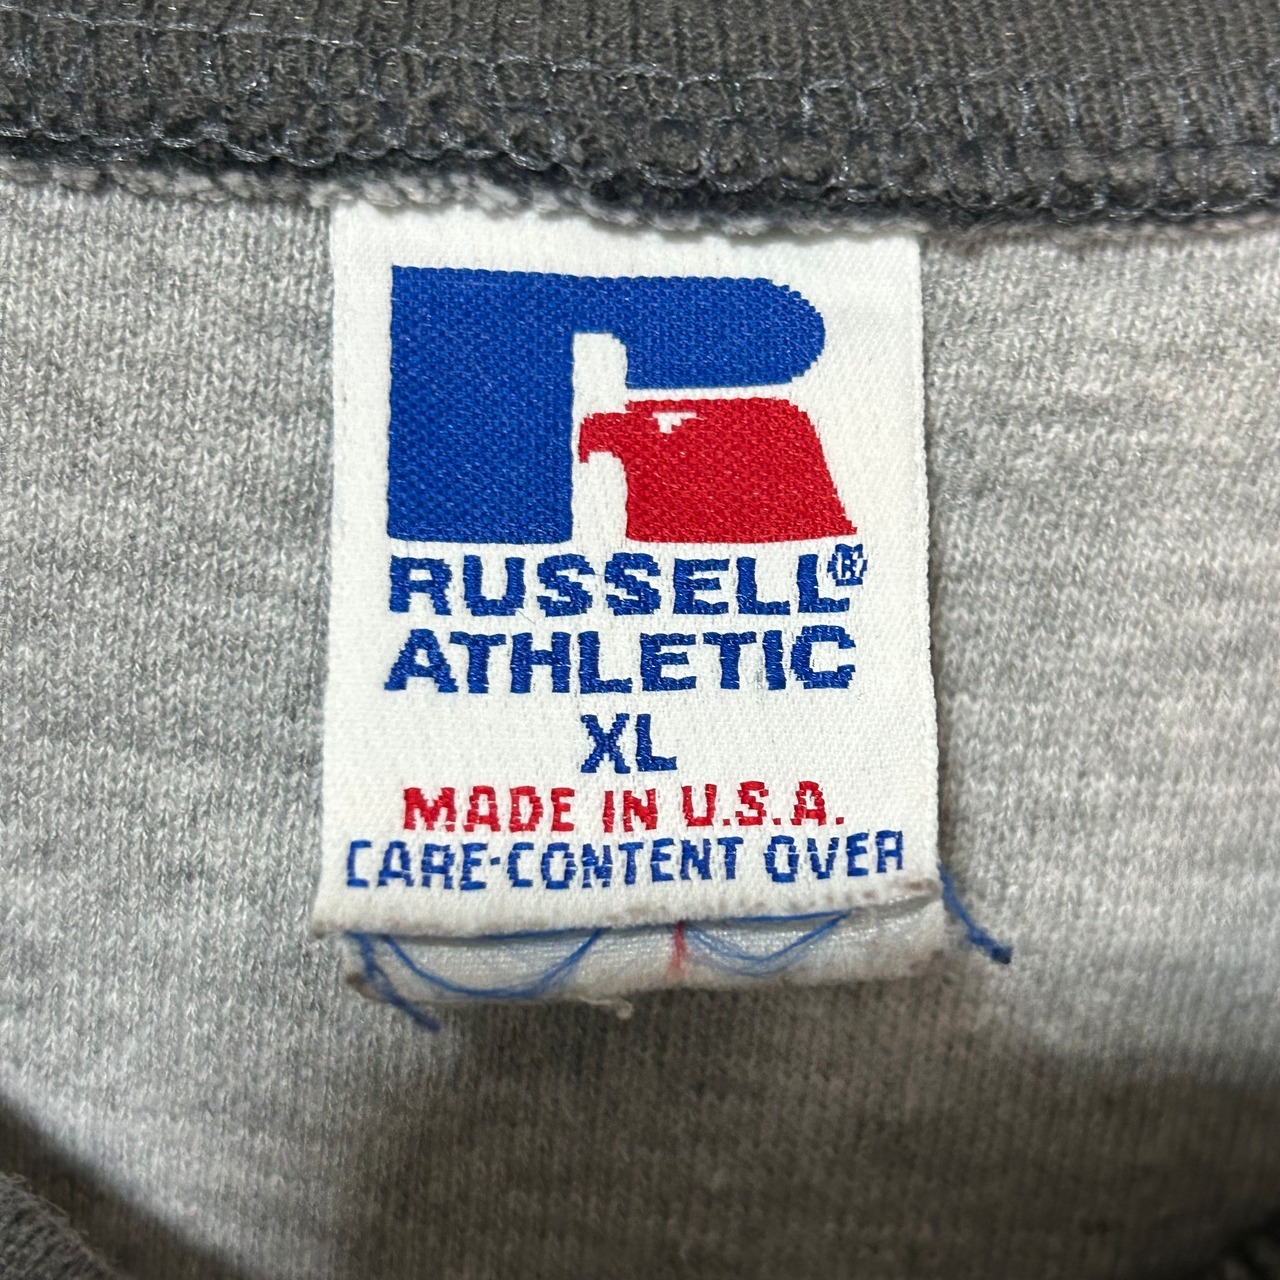 RUSSELL®
ATHLETIC
XL
MADE IN U.S.A.
CARE-CONTENT OVER